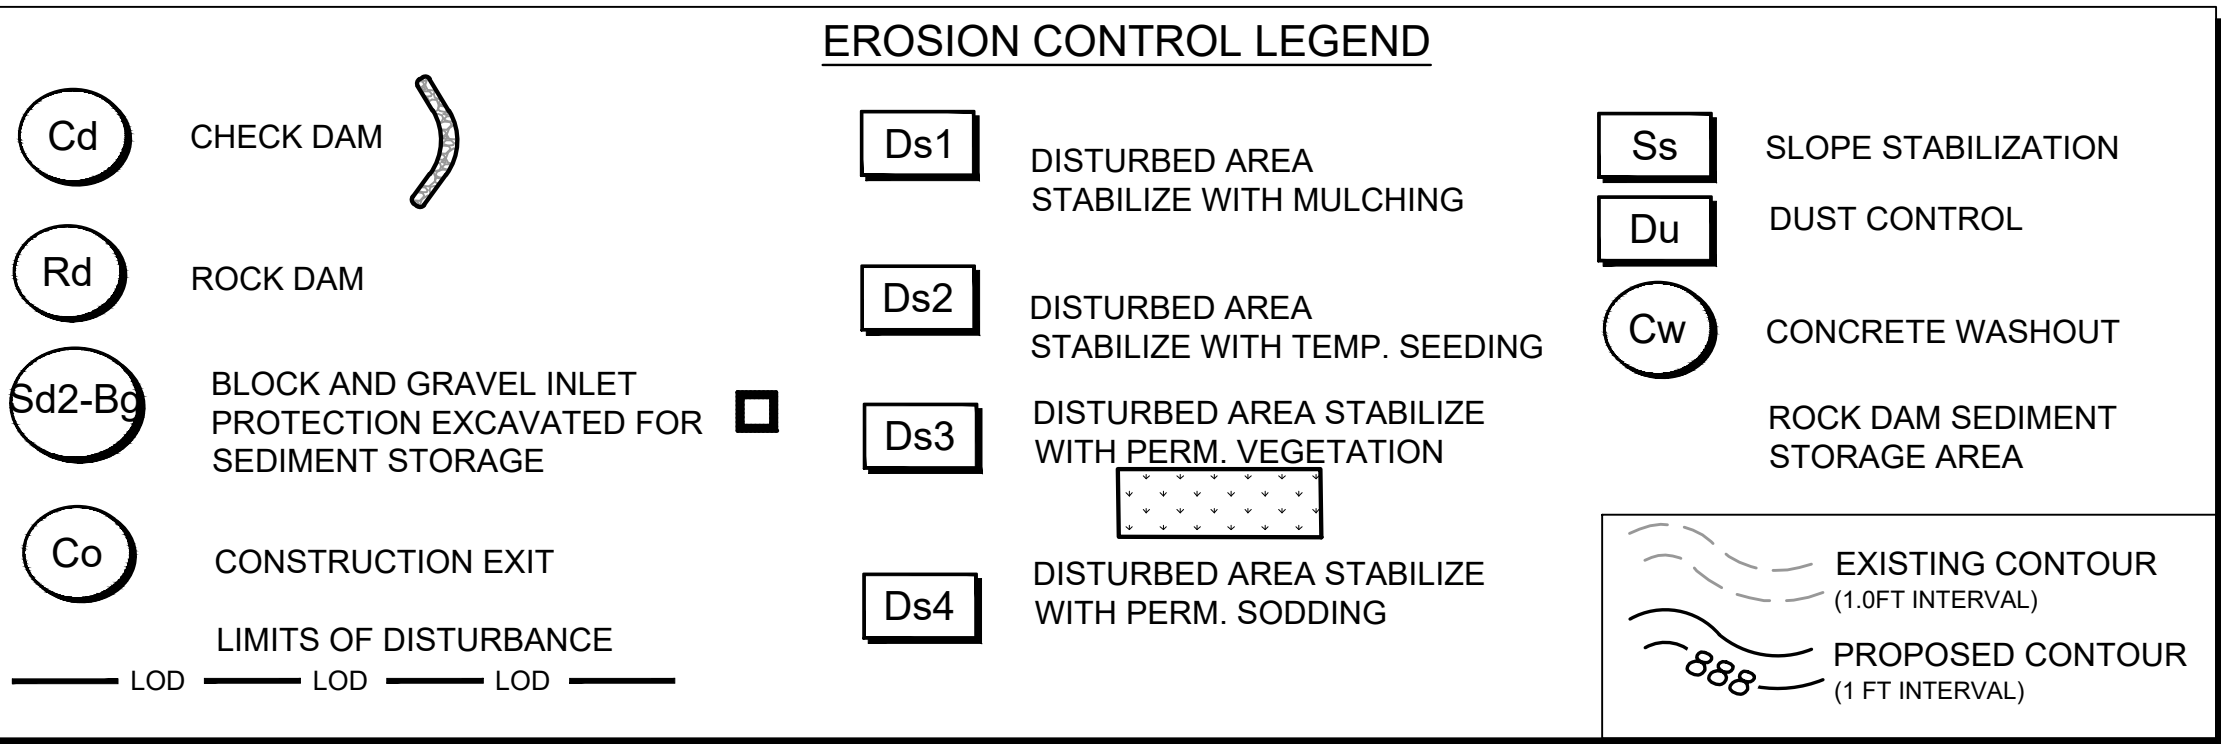 EROSION CONTROL LEGEND
Cd
CHECK DAM
Rd
ROCK DAM
Sd2-Bg
BLOCK AND GRAVEL INLET
PROTECTION EXCAVATED FOR
SEDIMENT STORAGE
Co
CONSTRUCTION EXIT
LIMITS OF DISTURBANCE
LOD LOD LOD
Ds1
DISTURBED AREA
STABILIZE WITH MULCHING
Ds2
DISTURBED AREA
STABILIZE WITH TEMP. SEEDING
Ds3
DISTURBED AREA STABILIZE
WITH PERM. VEGETATION
Ds4
DISTURBED AREA STABILIZE
WITH PERM. SODDING
Ss
SLOPE STABILIZATION
Du
DUST CONTROL
Cw
CONCRETE WASHOUT
ROCK DAM SEDIMENT
STORAGE AREA
EXISTING CONTOUR
(1.0FT INTERVAL)
888
PROPOSED CONTOUR
(1 FT INTERVAL)